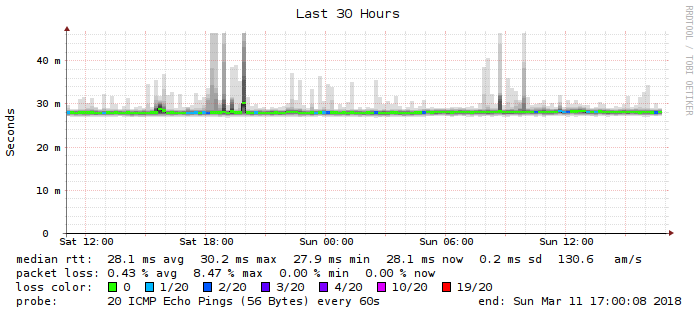 Last 30 Hours
RRDTOOL / TOBI OETIKER
Seconds
40 m
30 m
20 m
10 m
0
Sat 12:00 Sat 18:00 Sun 00:00 Sun 06:00 Sun 12:00
median rtt: 28.1 ms avg 30.2 ms max 27.9 ms min 28.1 ms now 0.2 ms sd 130.6 am/s
packet loss: 0.43 % avg 8.47 % max 0.00 % min 0.00 % now
loss color: 0 1/20 2/20 3/20 4/20 10/20 19/20
probe: 20 ICMP Echo Pings (56 Bytes) every 60s end: Sun Mar 11 17:00:08 2018